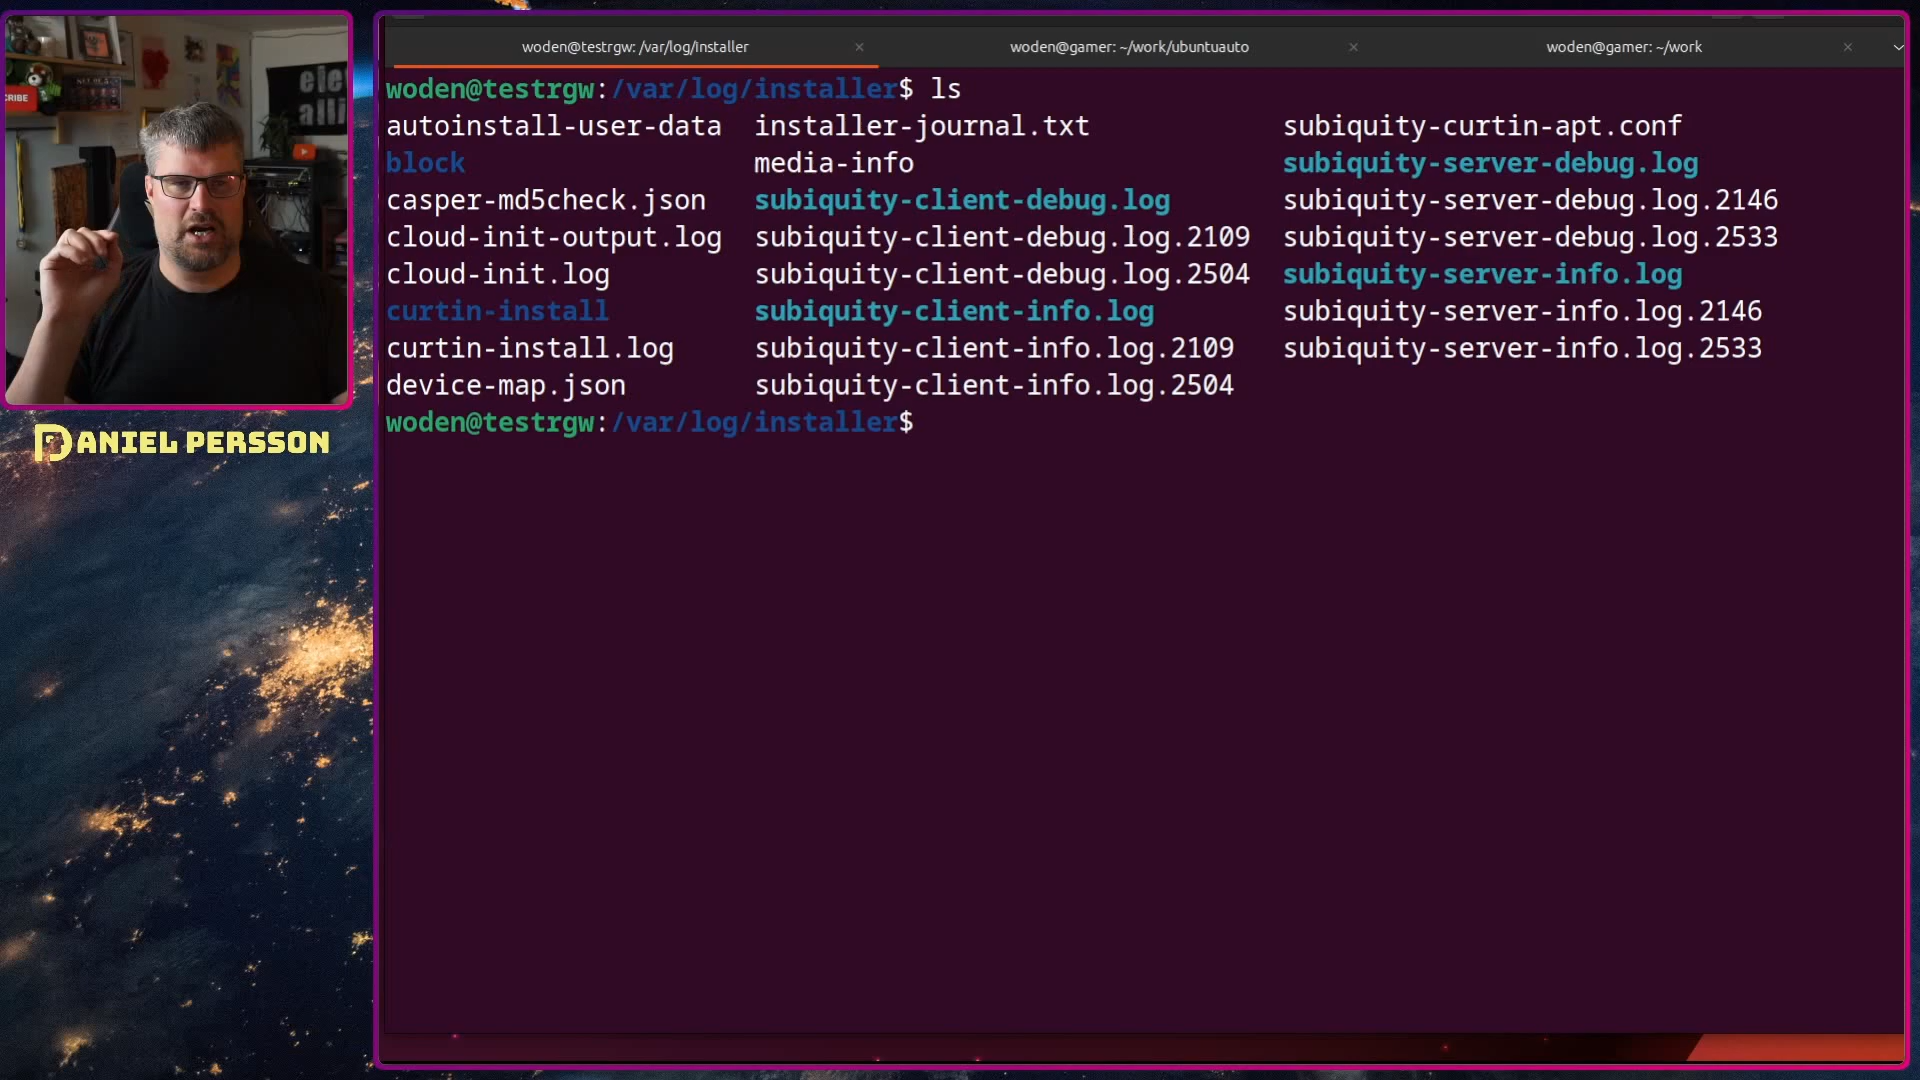 woden@testrgw: /var/log/installer
woden@gamer: ~/work/ubuntuauto
woden@gamer: ~/work
woden@testrgw:/var/log/installer$ ls
autoinstall-user-data installer-journal.txt subiquity-curtin-apt.conf
block media-info subiquity-server-debug.log
casper-md5check.json subiquity-client-debug.log subiquity-server-debug.log.2146
cloud-init-output.log subiquity-client-debug.log.2109 subiquity-server-debug.log.2533
cloud-init.log subiquity-client-debug.log.2504 subiquity-server-info.log
curtin-install subiquity-client-info.log subiquity-server-info.log.2146
curtin-install.log subiquity-client-info.log.2109 subiquity-server-info.log.2533
device-map.json subiquity-client-info.log.2504
woden@testrgw:/var/log/installer$
CRIBE
DANIEL PERSSON